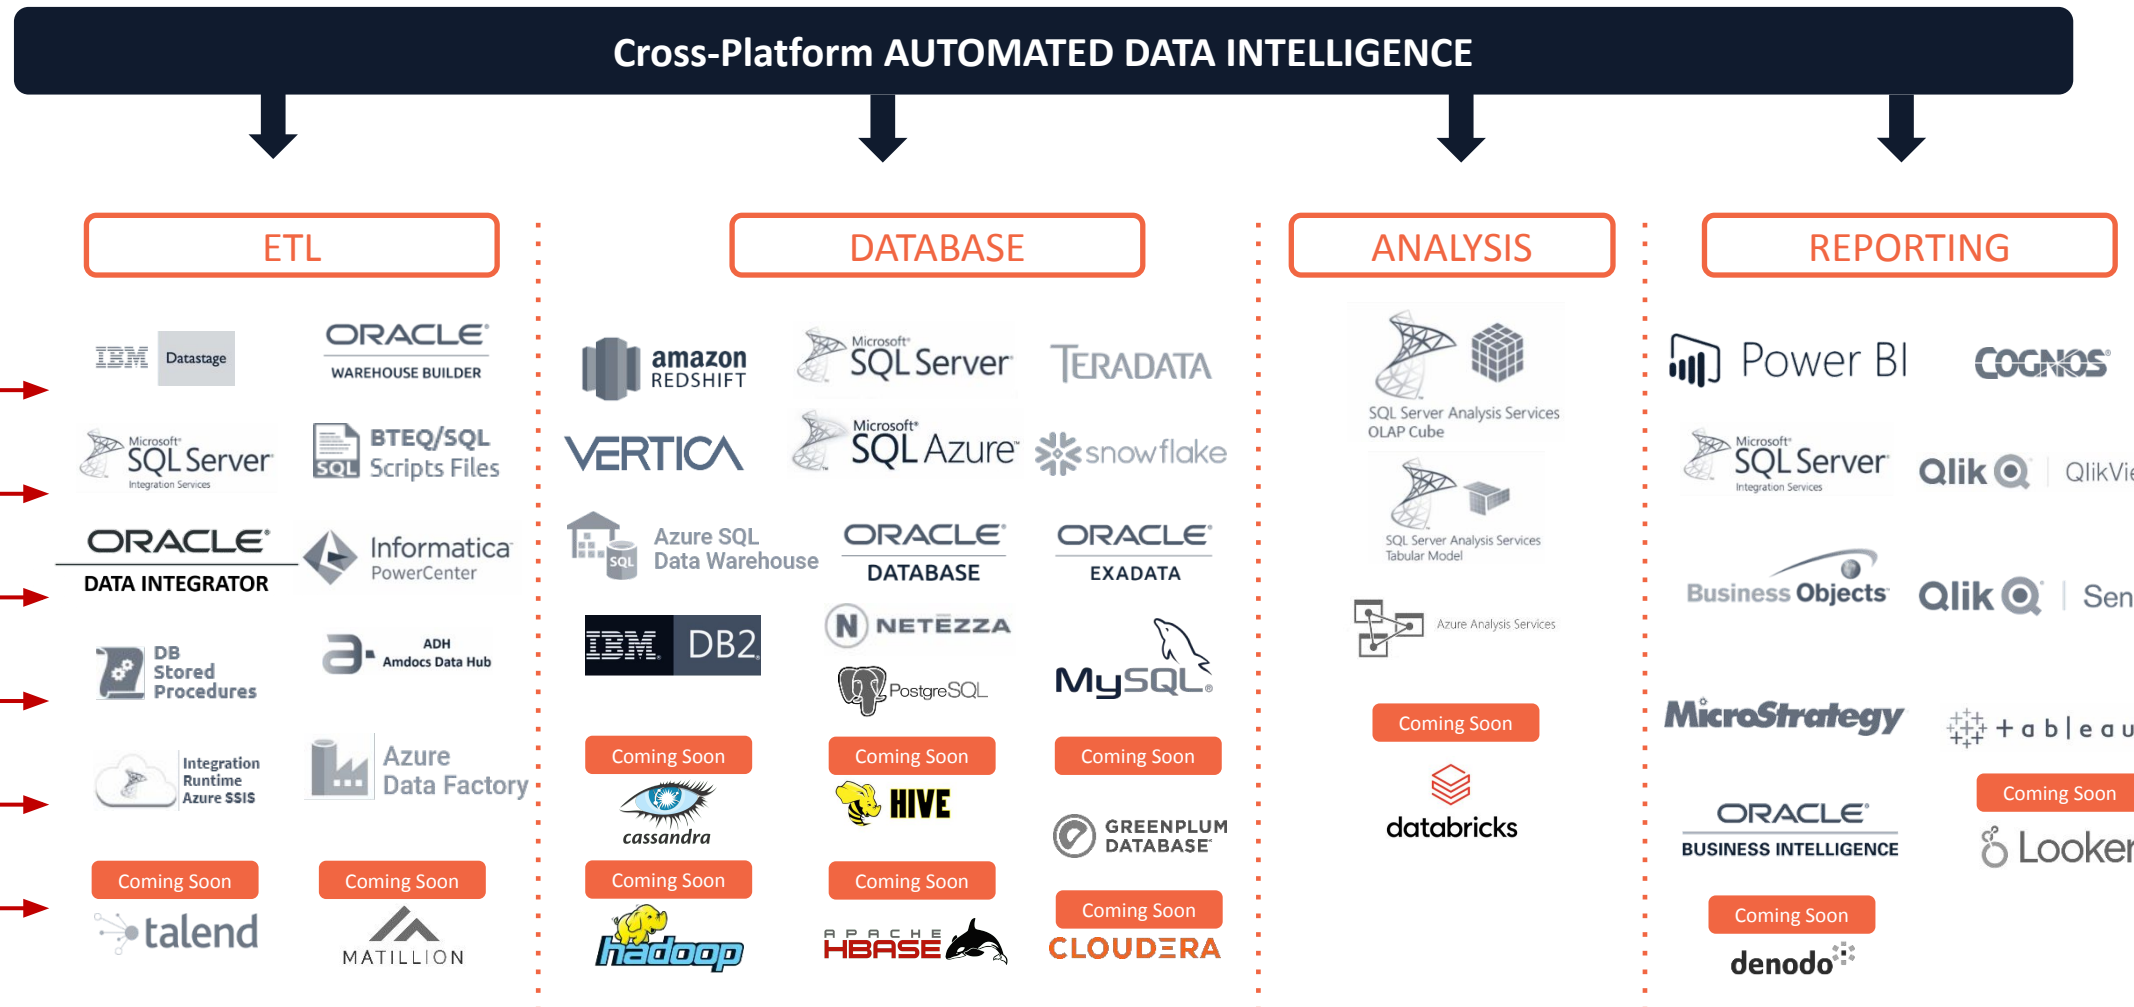 Cross-Platform AUTOMATED DATA INTELLIGENCE
ETL
IBM Datastage
ORACLE®
WAREHOUSE BUILDER
Microsoft®
SQL Server®
Integration Services
SQL
BTEQ/SQL
Scripts Files
ORACLE®
DATA INTEGRATOR
Informatica
PowerCenter
DB
Stored
Procedures
ADH
Amdocs Data Hub
Integration
Runtime
Azure SSIS
Azure
Data Factory
Coming Soon
talend
Coming Soon
MATILLION
DATABASE
amazon
REDSHIFT
Microsoft®
SQL Server®
TERADATA
VERTICA
Microsoft®
SQL Azure™
snowflake
SQL
Azure SQL
Data Warehouse
ORACLE®
DATABASE
ORACLE®
EXADATA
IBM® DB2®
N NETEZZA
PostgreSQL
MySQL®
Coming Soon
cassandra
Coming Soon
HIVE
Coming Soon
GREENPLUM
DATABASE
Coming Soon
hadoop
Coming Soon
APACHE
HBASE
Coming Soon
CLOUDERA
ANALYSIS
SQL Server Analysis Services
OLAP Cube
SQL Server Analysis Services
Tabular Model
Azure Analysis Services
Coming Soon
databricks
REPORTING
Power BI
COGNOS®
Microsoft®
SQL Server®
Integration Services
Qlik QlikVie
Business Objects
Qlik Sen
MicroStrategy
+ableau
ORACLE®
BUSINESS INTELLIGENCE
Coming Soon
Looker
Coming Soon
denodo